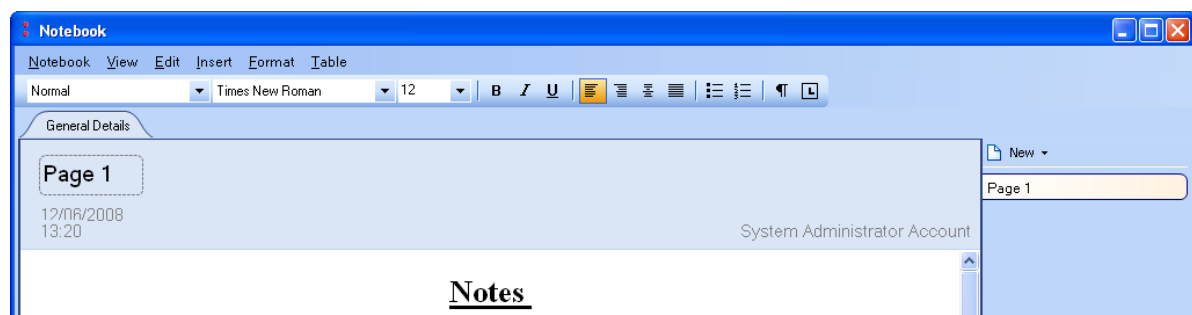 Notebook
Notebook View Edit Insert Format Table
Normal Times New Roman 12 B I U ¶ L
General Details
New
Page 1
Page 1
12/06/2008
13:20
System Administrator Account
Notes